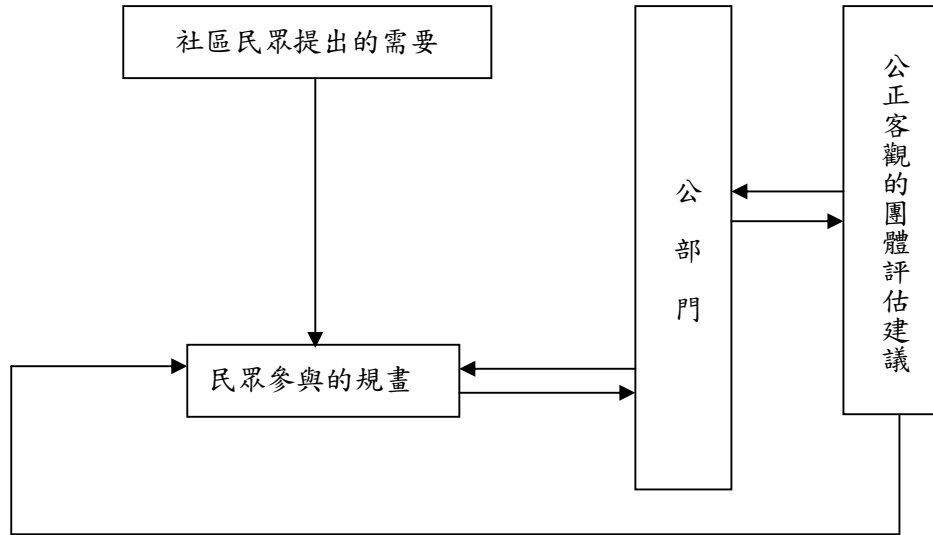 社區民眾提出的需要
公部門
公正客觀的團體評估建議
民眾參與的規畫